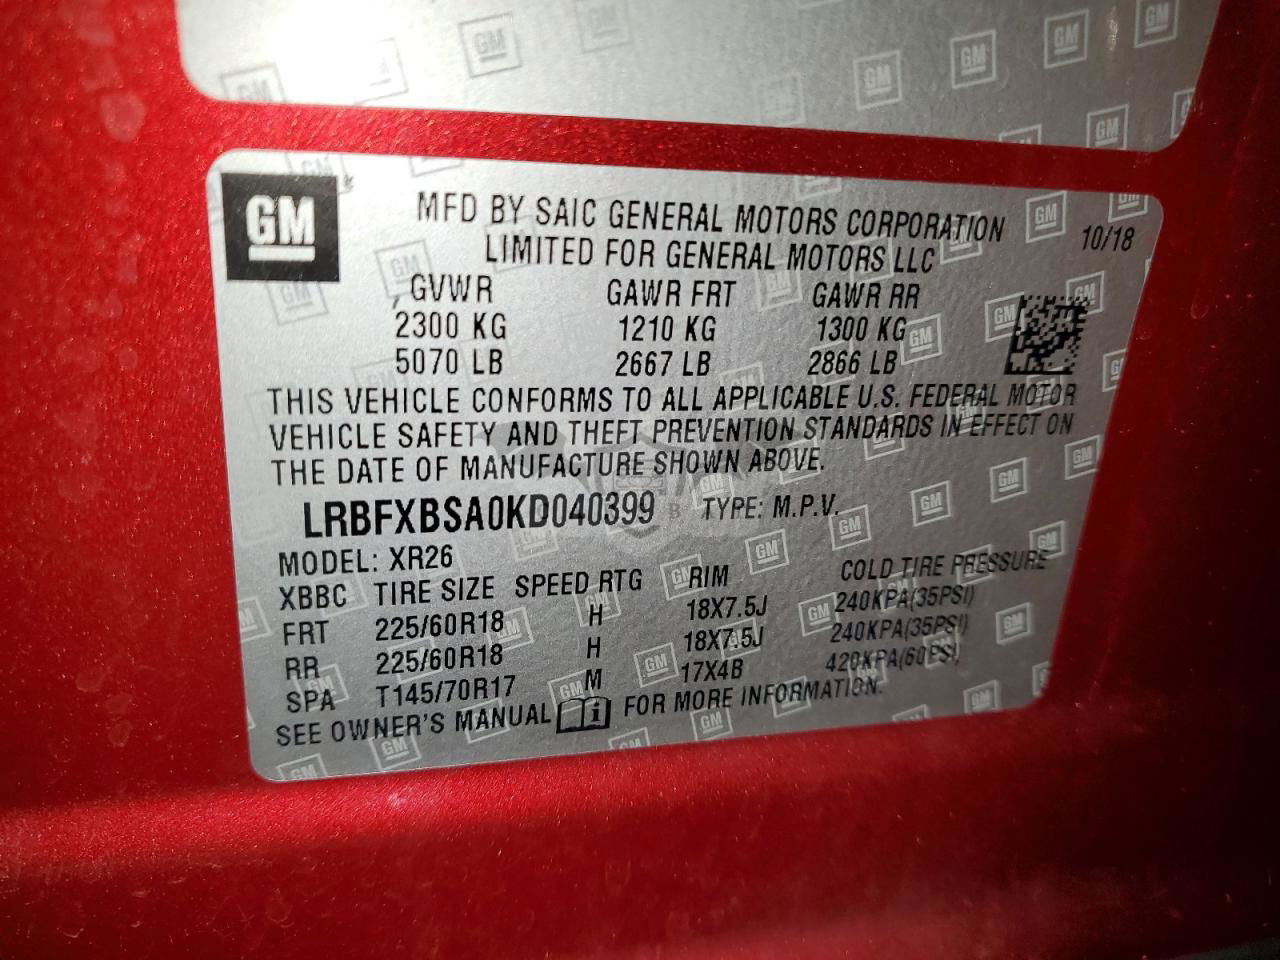 GM
MFD BY SAIC GENERAL MOTORS CORPORATION
LIMITED FOR GENERAL MOTORS LLC
10/18
GVWR GAWR FRT GAWR RR
2300 KG 1210 KG 1300 KG
5070 LB 2667 LB 2866 LB
THIS VEHICLE CONFORMS TO ALL APPLICABLE U.S. FEDERAL MOTOR
VEHICLE SAFETY AND THEFT PREVENTION STANDARDS IN EFFECT ON
THE DATE OF MANUFACTURE SHOWN ABOVE.
LRBFXBSA0KD040399 TYPE: M.P.V.
MODEL: XR26
XBBC TIRE SIZE SPEED RTG RIM COLD TIRE PRESSURE
FRT 225/60R18 H 18X7.5J 240KPA(35PSI)
RR 225/60R18 H 18X7.5J 240KPA(35PSI)
SPA T145/70R17 M 17X4B 420KPA(60PSI)
SEE OWNER'S MANUAL i FOR MORE INFORMATION.